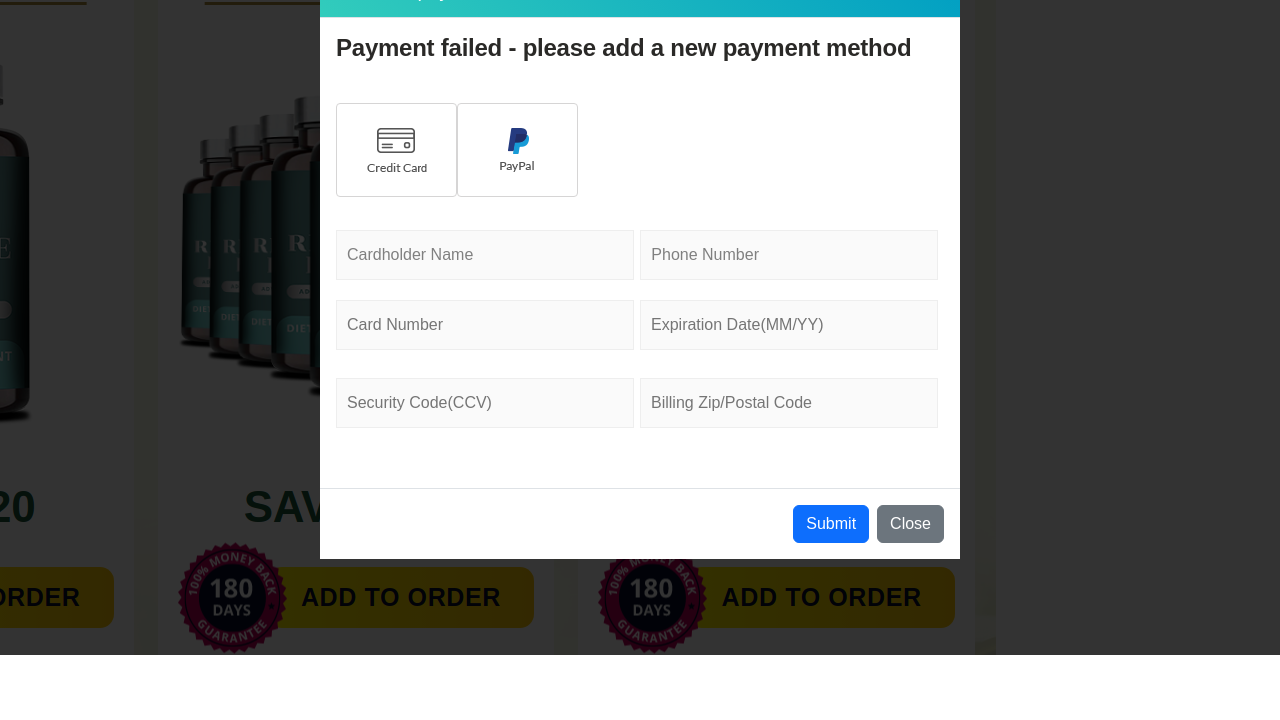 Payment failed - please add a new payment method
Credit Card
PayPal
Cardholder Name
Phone Number
Card Number
Expiration Date(MM/YY)
Security Code(CCV)
Billing Zip/Postal Code
Submit
Close
20
SAV
100% MONEY BACK
180
DAYS
GUARANTEE
ORDER
ADD TO ORDER
100% MONEY BACK
180
DAYS
GUARANTEE
ADD TO ORDER